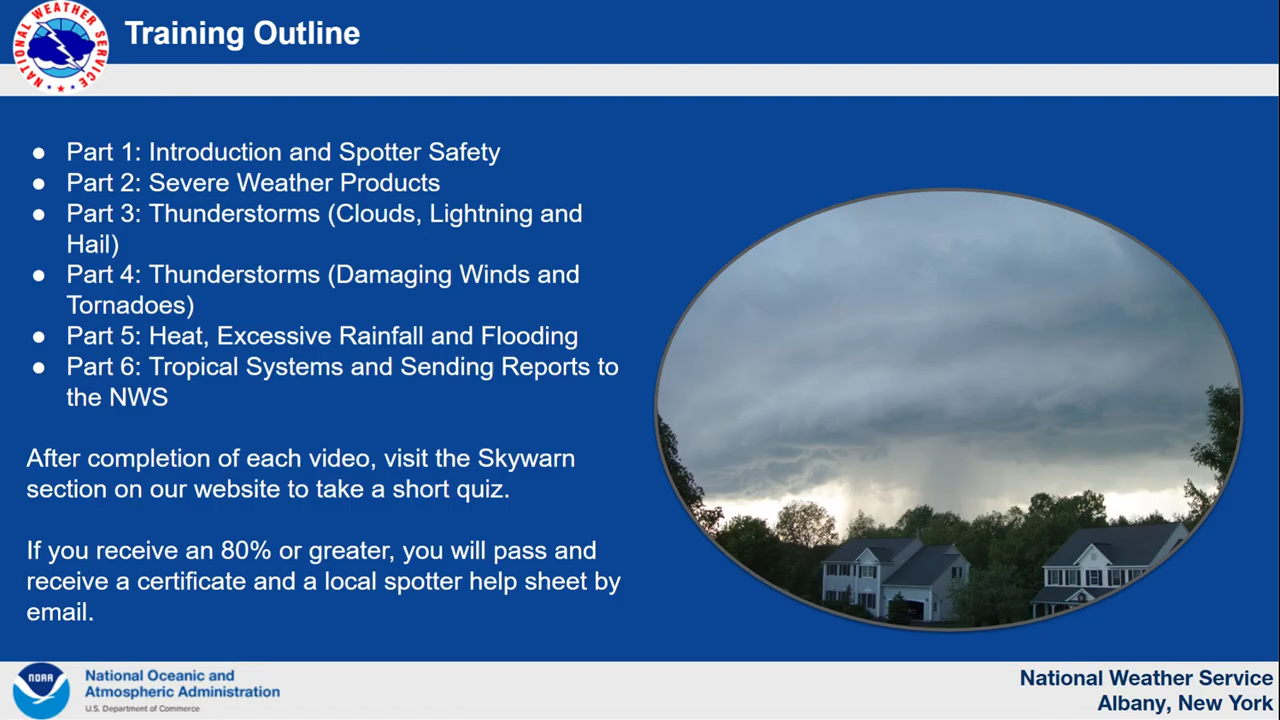 NATIONAL WEATHER SERVICE
Training Outline
● Part 1: Introduction and Spotter Safety
● Part 2: Severe Weather Products
● Part 3: Thunderstorms (Clouds, Lightning and
Hail)
● Part 4: Thunderstorms (Damaging Winds and
Tornadoes)
● Part 5: Heat, Excessive Rainfall and Flooding
● Part 6: Tropical Systems and Sending Reports to
the NWS
After completion of each video, visit the Skywarn
section on our website to take a short quiz.
If you receive an 80% or greater, you will pass and
receive a certificate and a local spotter help sheet by
email.
NOAA
National Oceanic and
Atmospheric Administration
U.S. Department of Commerce
National Weather Service
Albany, New York